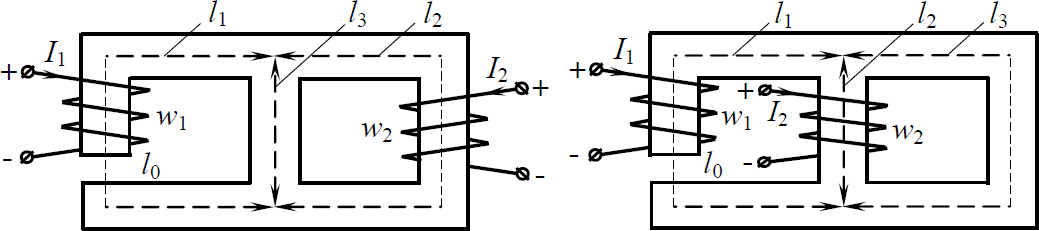 l₁ l₃ l₂
I₁ I₂
+ +
w₁ w₂
- l₀ -
l₁ l₂ l₃
I₁
+ +
w₁ I₂ w₂
- l₀ -